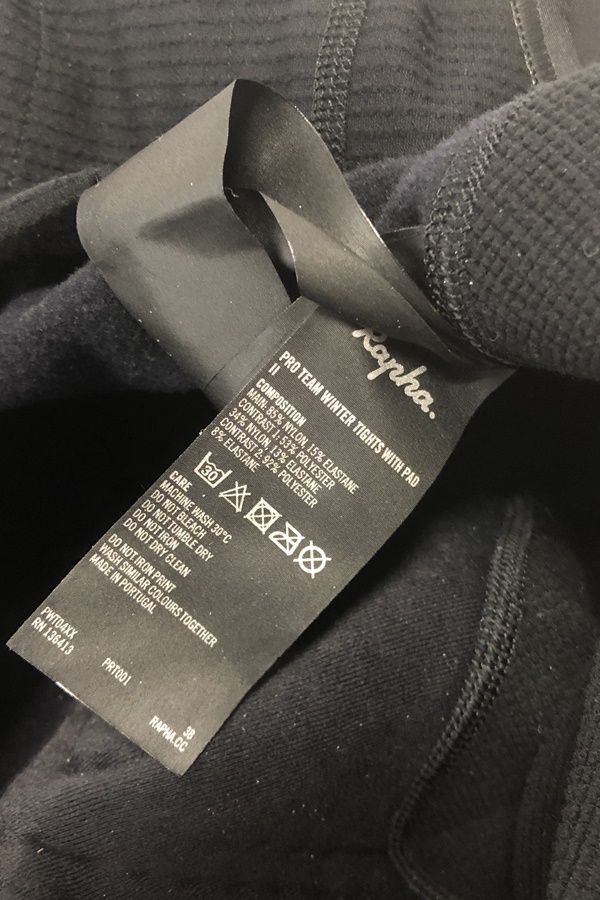 Rapha.
PRO TEAM WINTER TIGHTS WITH PAD
II
COMPOSITION
MAIN: 85% NYLON, 15% ELASTANE
CONTRAST 1: 53% POLYESTER
34% NYLON, 13% ELASTANE
CONTRAST 2: 92% POLYESTER
8% ELASTANE
30
CARE
MACHINE WASH 30°C
DO NOT BLEACH
DO NOT TUMBLE DRY
DO NOT IRON
DO NOT DRY CLEAN
DO NOT IRON PRINT
WASH SIMILAR COLOURS TOGETHER
MADE IN PORTUGAL
PWT04XX
RN 136413
PRT001
38
RAPHA.CC